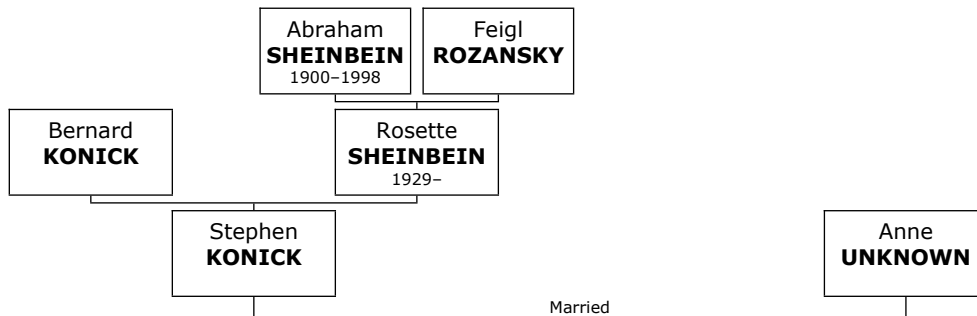 Abraham
SHEINBEIN
1900–1998
Feigl
ROZANSKY
Bernard
KONICK
Rosette
SHEINBEIN
1929–
Stephen
KONICK
Anne
UNKNOWN
Married